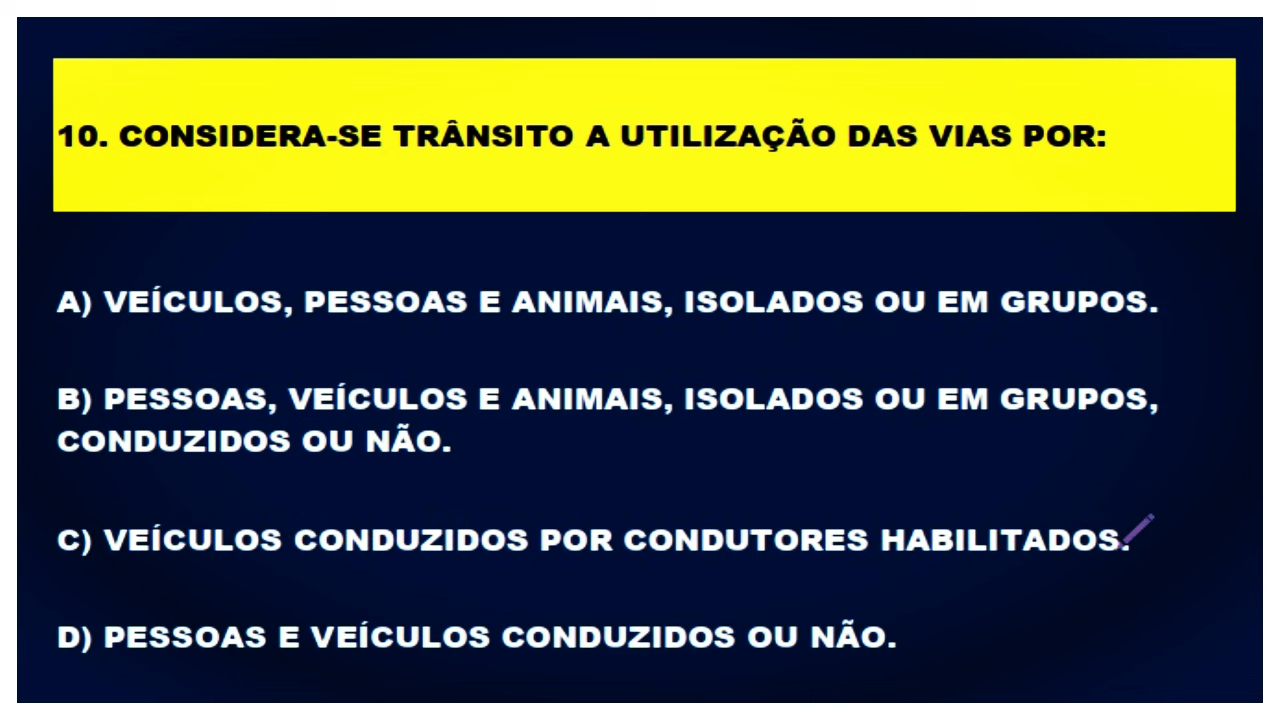 10. CONSIDERA-SE TRÂNSITO A UTILIZAÇÃO DAS VIAS POR:
A) VEÍCULOS, PESSOAS E ANIMAIS, ISOLADOS OU EM GRUPOS.
B) PESSOAS, VEÍCULOS E ANIMAIS, ISOLADOS OU EM GRUPOS,
CONDUZIDOS OU NÃO.
C) VEÍCULOS CONDUZIDOS POR CONDUTORES HABILITADOS.
D) PESSOAS E VEÍCULOS CONDUZIDOS OU NÃO.